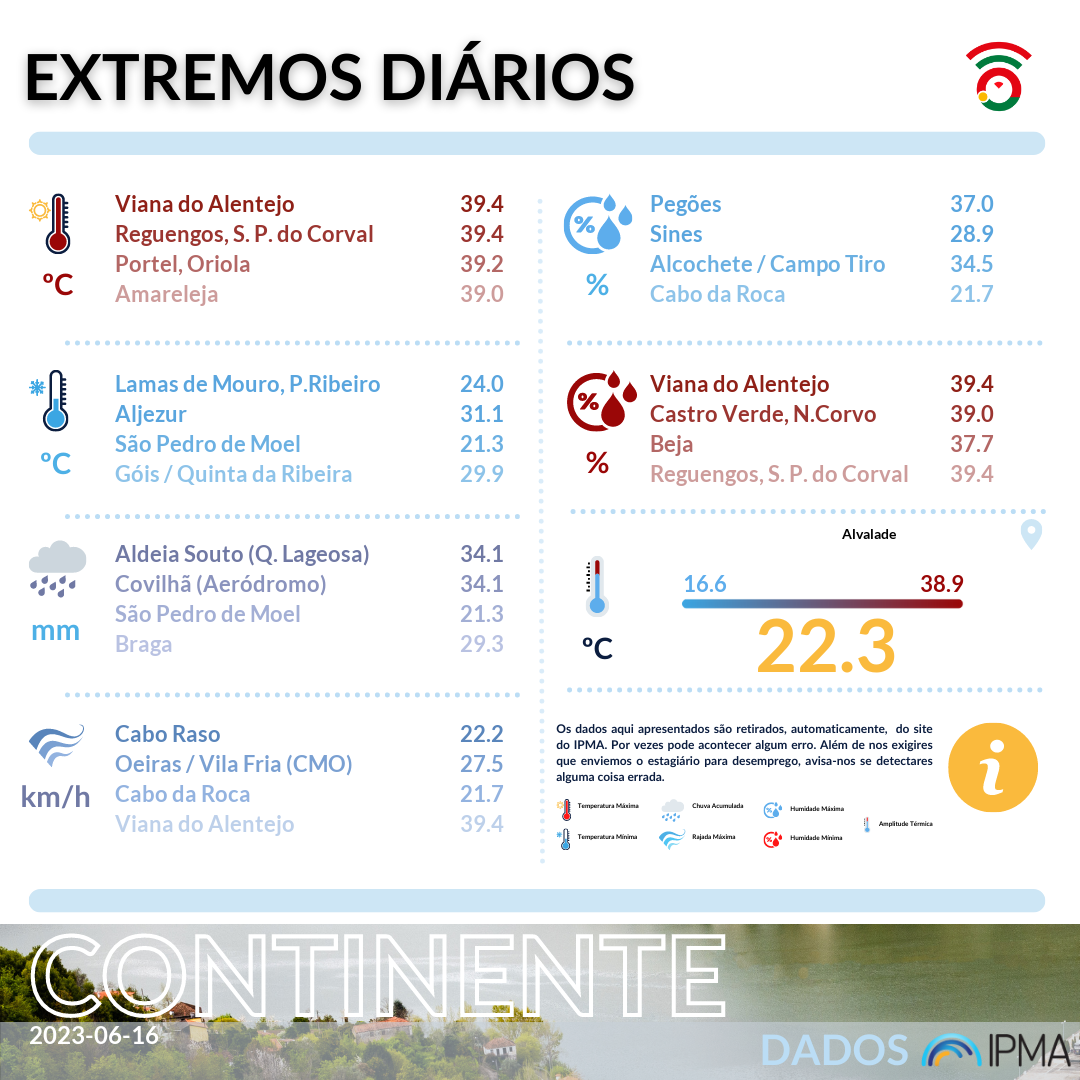 EXTREMOS DIÁRIOS
Viana do Alentejo 39.4
Reguengos, S. P. do Corval 39.4
Portel, Oriola 39.2
Amareleja 39.0
ºC
Lamas de Mouro, P.Ribeiro 24.0
Aljezur 31.1
São Pedro de Moel 21.3
Góis / Quinta da Ribeira 29.9
ºC
Aldeia Souto (Q. Lageosa) 34.1
Covilhã (Aeródromo) 34.1
São Pedro de Moel 21.3
Braga 29.3
mm
Cabo Raso 22.2
Oeiras / Vila Fria (CMO) 27.5
Cabo da Roca 21.7
Viana do Alentejo 39.4
km/h
%
Pegões 37.0
Sines 28.9
Alcochete / Campo Tiro 34.5
Cabo da Roca 21.7
%
%
Viana do Alentejo 39.4
Castro Verde, N.Corvo 39.0
Beja 37.7
Reguengos, S. P. do Corval 39.4
%
Alvalade
16.6 38.9
22.3
ºC
Os dados aqui apresentados são retirados, automaticamente, do site
do IPMA. Por vezes pode acontecer algum erro. Além de nos exigires
que enviemos o estagiário para desemprego, avisa-nos se detectares
alguma coisa errada.
i
Temperatura Máxima Chuva Acumulada Humidade Máxima
Amplitude Térmica
Temperatura Mínima Rajada Máxima Humidade Mínima
CONTINENTE
2023-06-16
DADOS IPMA